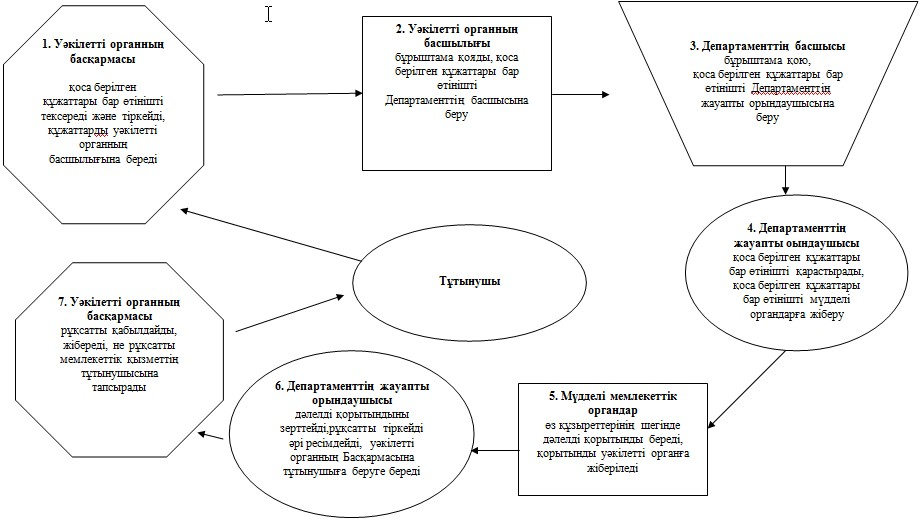 1. Уәкілетті органның
басқармасы
қоса берілген
құжаттары бар өтінішті
тексереді және тіркейді,
құжаттарды уәкілетті
органның
басшылығына береді
2. Уәкілетті органның
басшылығы
бұрыштама қояды, қоса
берілген құжаттары бар
өтінішті
Департаменттің басшысына
беру
3. Департаменттің басшысы
бұрыштама қою,
қоса берілген құжаттары бар
өтінішті Департаменттің
жауапты орындаушысына
беру
4. Департаменттің
жауапты оындаушысы
қоса берілген құжаттары
бар өтінішті қарастырады,
қоса берілген құжаттары
бар өтінішті мүдделі
органдарға жіберу
Тұтынушы
5. Мүдделі мемлекеттік
органдар
өз құзыреттерінің шегінде
дәлелді қорытынды береді,
қорытынды уәкілетті органға
жіберіледі
6. Департаменттің жауапты
орындаушысы
дәлелді қорытындыны
зерттейді,рұқсатты тіркейді
әрі ресімдейді, уәкілетті
органның Басқармасына
тұтынушыға беруге береді
7. Уәкілетті органның
басқармасы
рұқсатты қабылдайды,
жібереді, не рұқсатты
мемлекеттік қызметтің
тұтынушысына
тапсырады